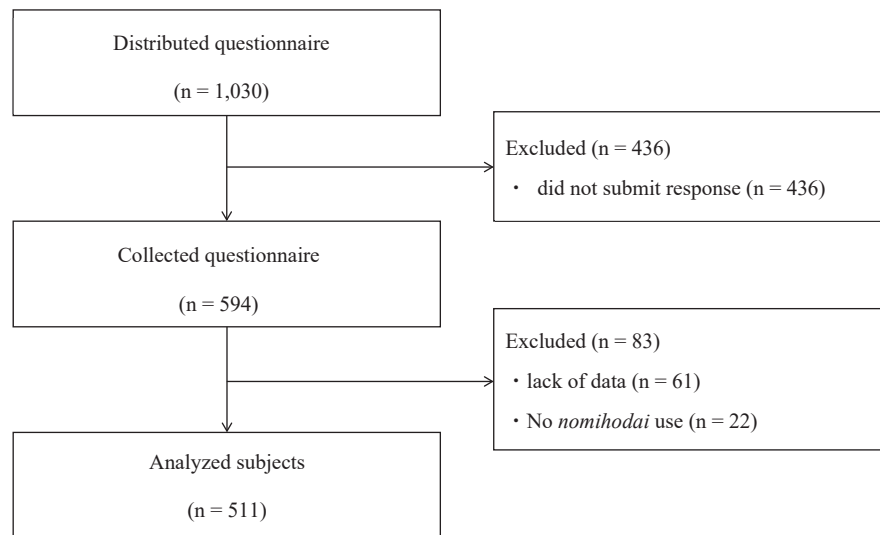 Distributed questionnaire
(n = 1,030)
Excluded (n = 436)
・ did not submit response (n = 436)
Collected questionnaire
(n = 594)
Excluded (n = 83)
・lack of data (n = 61)
・No nomihodai use (n = 22)
Analyzed subjects
(n = 511)